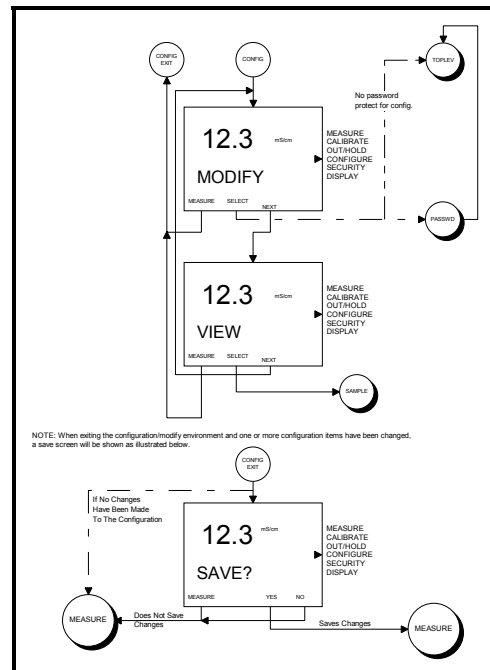 CONFIG
EXIT
CONFIG
TOPLEV
No password
protect for config.
12.3 mS/cm
MODIFY
MEASURE SELECT NEXT
MEASURE
CALIBRATE
OUT/HOLD
CONFIGURE
SECURITY
DISPLAY
PASSWD
12.3 mS/cm
VIEW
MEASURE SELECT NEXT
MEASURE
CALIBRATE
OUT/HOLD
CONFIGURE
SECURITY
DISPLAY
SAMPLE
NOTE: When exiting the configuration/modify environment and one or more configuration items have been changed,
a save screen will be shown as illustrated below.
CONFIG
EXIT
If No Changes
Have Been Made
To The Configuration
12.3 mS/cm
SAVE?
MEASURE YES NO
MEASURE
CALIBRATE
OUT/HOLD
CONFIGURE
SECURITY
DISPLAY
MEASURE
Does Not Save
Changes
Saves Changes
MEASURE